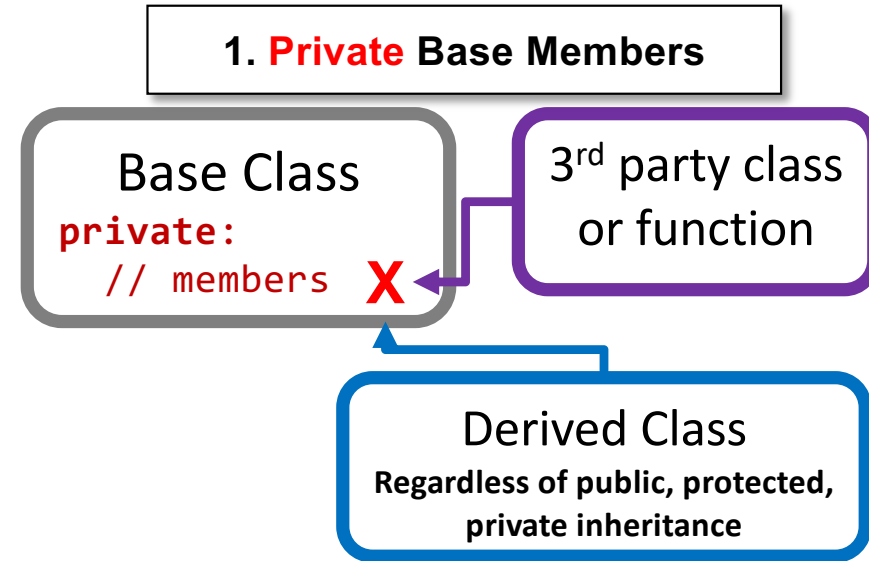 1. Private Base Members
Base Class
private:
// members X
3rd party class
or function
Derived Class
Regardless of public, protected,
private inheritance